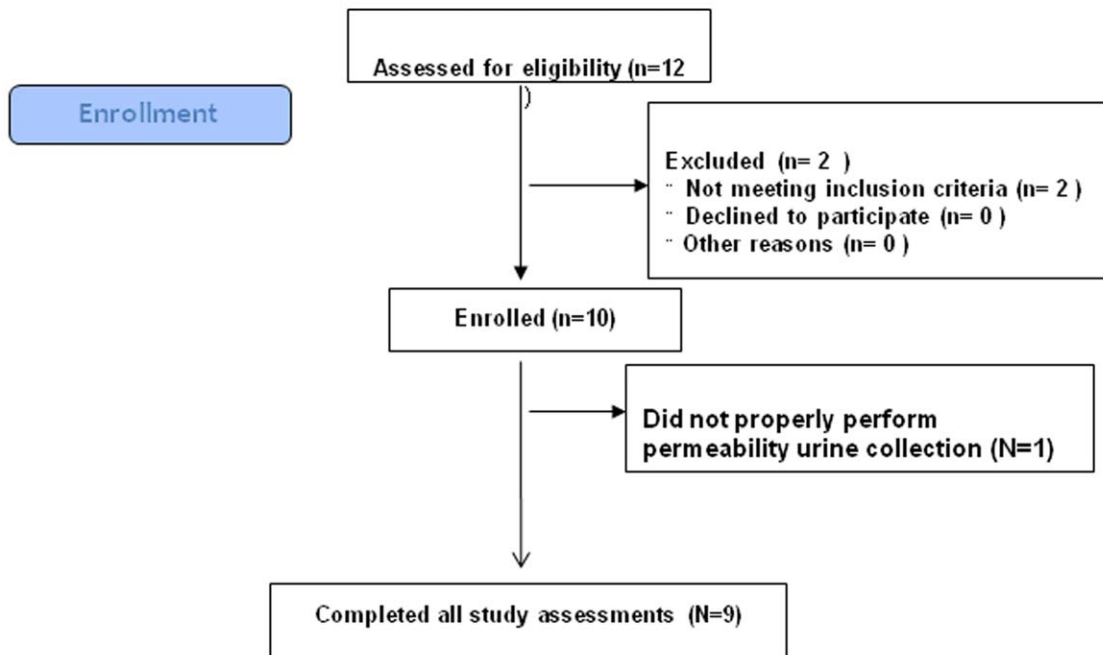 Assessed for eligibility (n=12
)
Enrollment
Excluded (n= 2 )
¨ Not meeting inclusion criteria (n= 2 )
¨ Declined to participate (n= 0 )
¨ Other reasons (n= 0 )
Enrolled (n=10)
Did not properly perform
permeability urine collection (N=1)
Completed all study assessments (N=9)